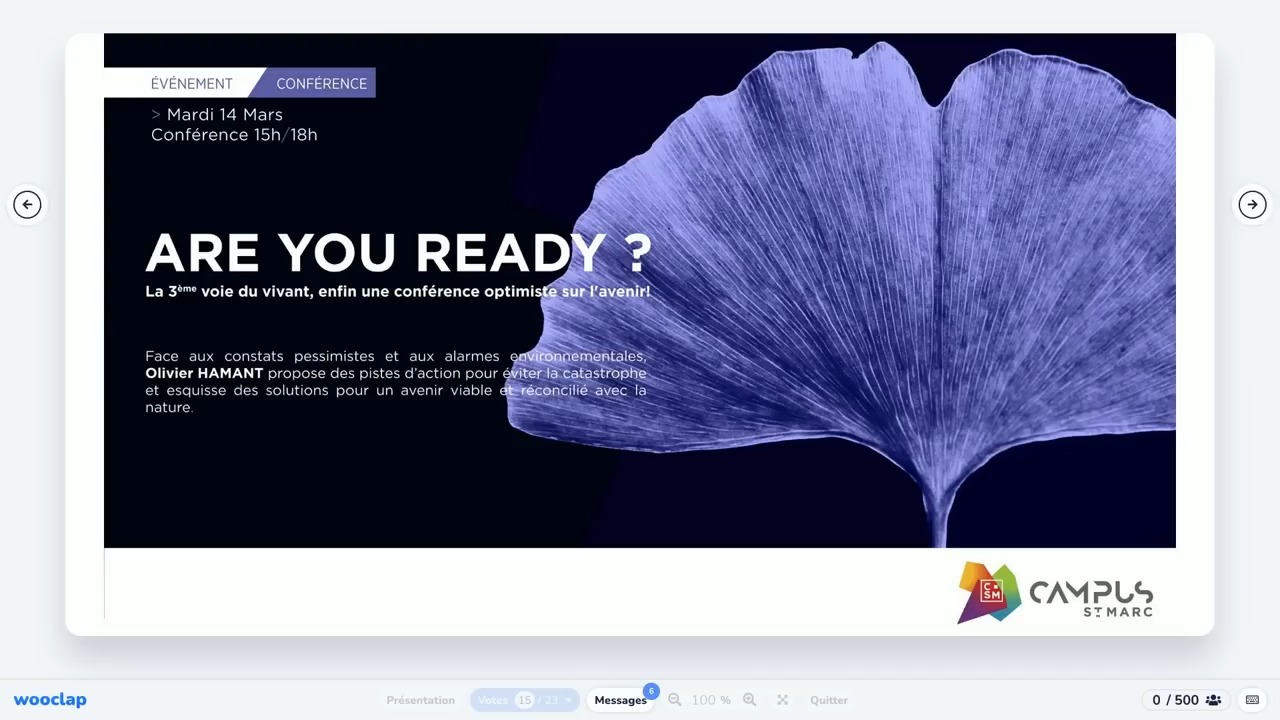 ÉVÉNEMENT CONFÉRENCE
> Mardi 14 Mars
Conférence 15h/18h
ARE YOU READY ?
La 3ème voie du vivant, enfin une conférence optimiste sur l'avenir!
Face aux constats pessimistes et aux alarmes environnementales,
Olivier HAMANT propose des pistes d'action pour éviter la catastrophe
et esquisse des solutions pour un avenir viable et réconcilié avec la
nature.
C SM
CAMPUS
ST MARC
wooclap Présentation Votes 15 / 23 Messages 6 100 % Quitter 0 / 500